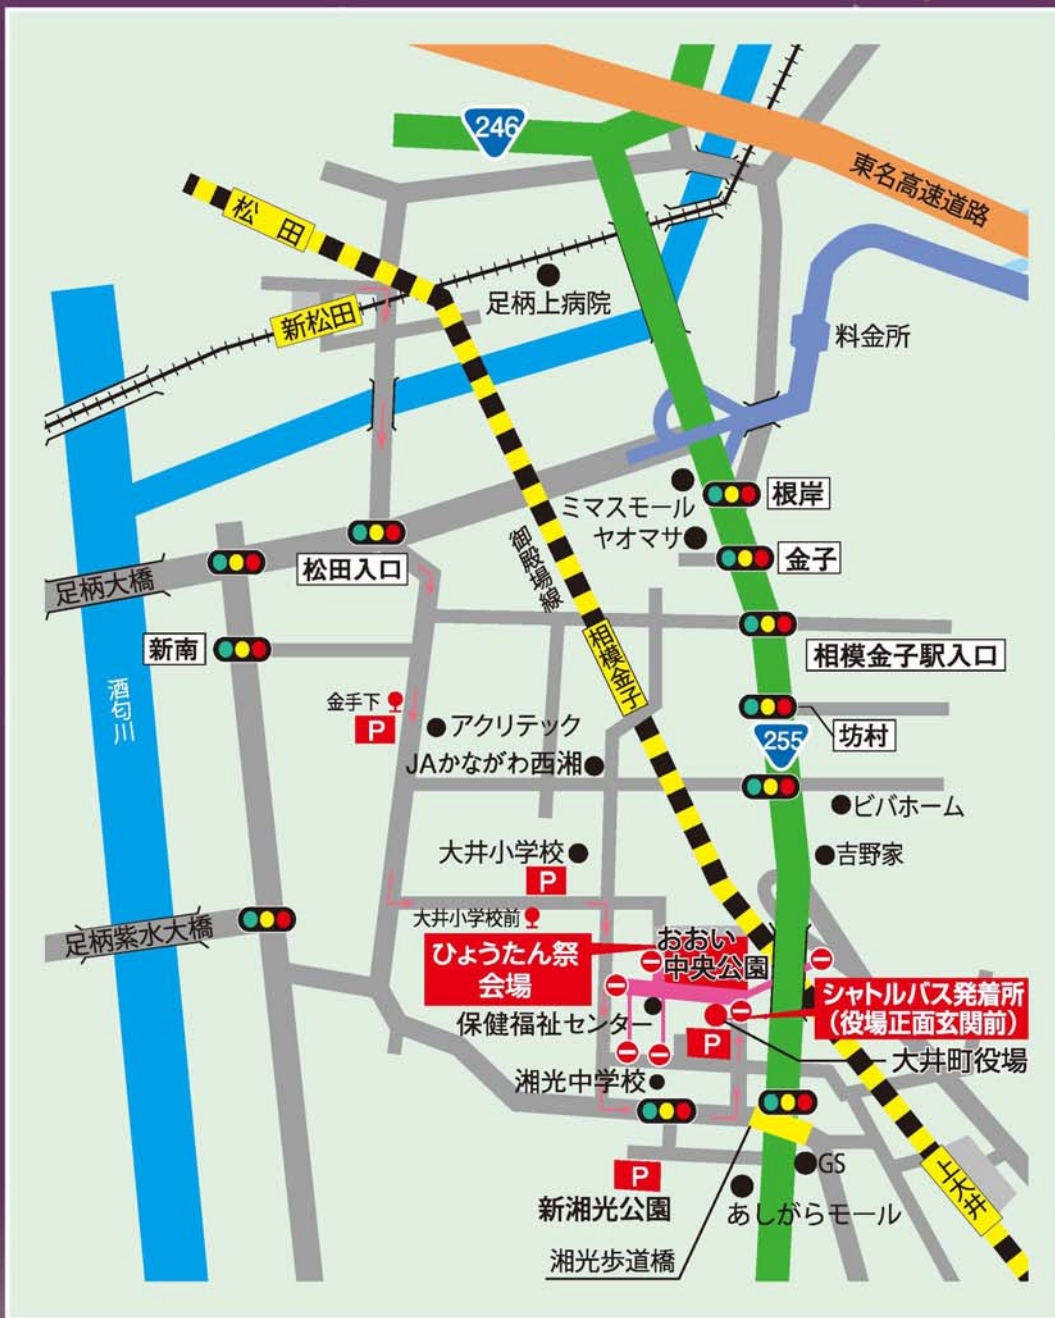 246
東名高速道路
松田
新松田
足柄上病院
料金所
ミマスモール
根岸
ヤオマサ
金子
御殿場線
松田入口
足柄大橋
新南
相模金子
相模金子駅入口
酒匂川
金手下
P
アクリテック
坊村
255
JAかながわ西湘
ビバホーム
大井小学校
吉野家
P
大井小学校前
足柄紫水大橋
ひょうたん祭
会場
おおい
中央公園
シャトルバス発着所
(役場正面玄関前)
保健福祉センター
P
大井町役場
湘光中学校
GS
P
新湘光公園
あしがらモール
上大井
湘光歩道橋